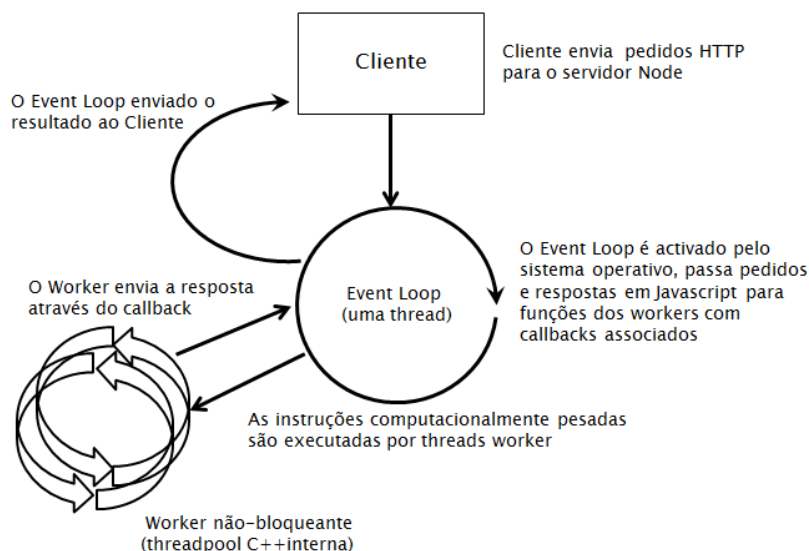 Cliente
Cliente envia pedidos HTTP
para o servidor Node
O Event Loop enviado o
resultado ao Cliente
O Event Loop é activado pelo
sistema operativo, passa pedidos
e respostas em Javascript para
funções dos workers com
callbacks associados
Event Loop
(uma thread)
O Worker envia a resposta
através do callback
As instruções computacionalmente pesadas
são executadas por threads worker
Worker não-bloqueante
(threadpool C++interna)